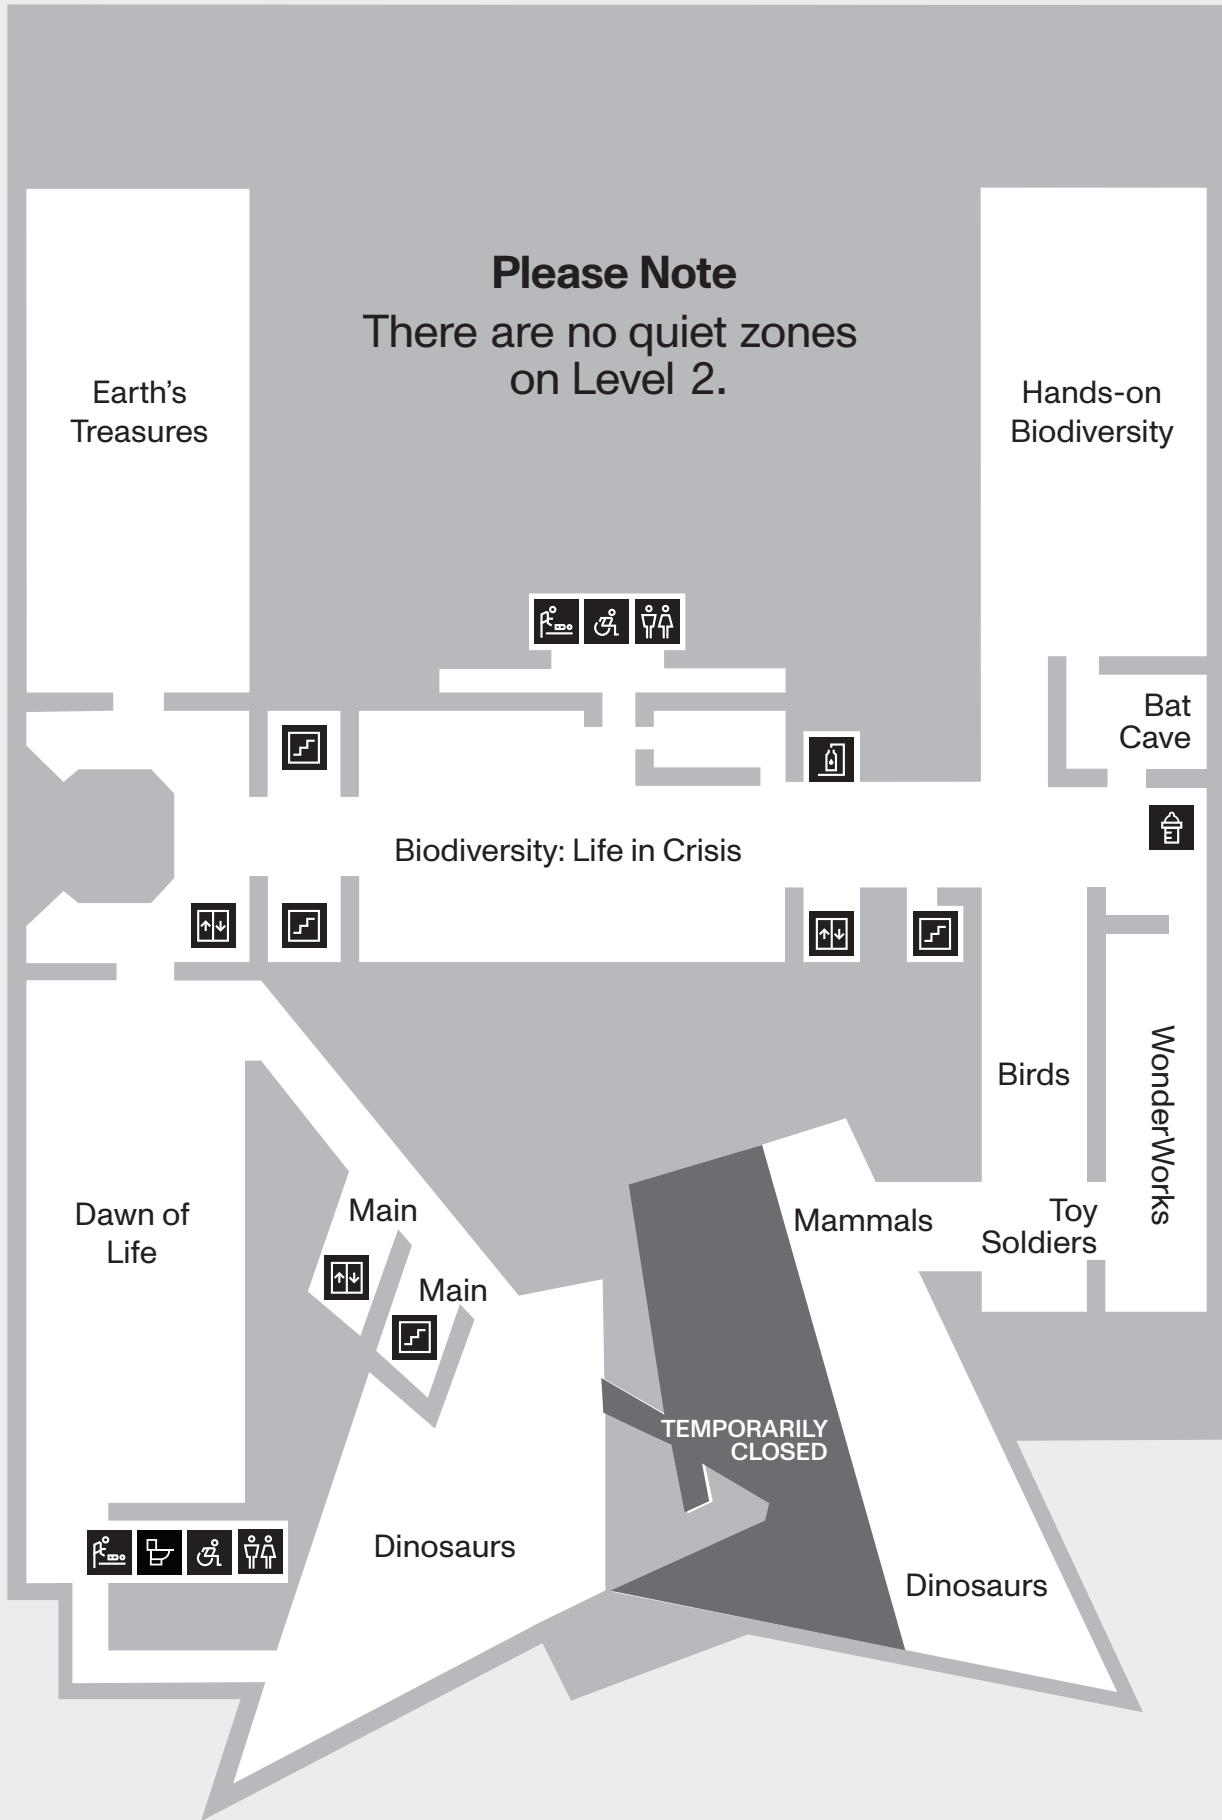 Please Note
There are no quiet zones
on Level 2.
Earth’s
Treasures
Hands-on
Biodiversity
Bat
Cave
Biodiversity: Life in Crisis
Birds
WonderWorks
Dawn of
Life
Main
Main
Mammals
Toy
Soldiers
TEMPORARILY
CLOSED
Dinosaurs
Dinosaurs